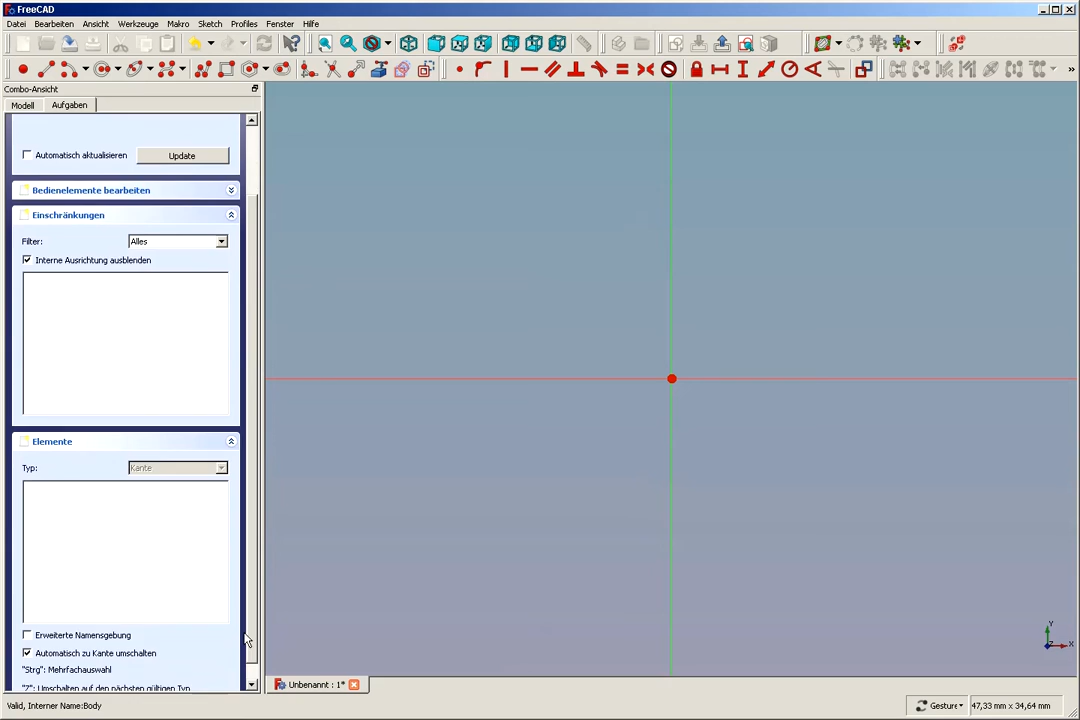 FreeCAD
Datei Bearbeiten Ansicht Werkzeuge Makro Sketch Profiles Fenster Hilfe
»
Combo-Ansicht
Modell Aufgaben
Automatisch aktualisieren Update
Bedienelemente bearbeiten
Einschränkungen
Filter: Alles
Interne Ausrichtung ausblenden
Elemente
Typ: Kante
Erweiterte Namensgebung
Automatisch zu Kante umschalten
"Strg": Mehrfachauswahl
"Z": Umschalten auf den nächsten gültigen Typ
Y
Z X
Unbenannt : 1*
Valid, Interner Name:Body
Gesture
47,33 mm x 34,64 mm